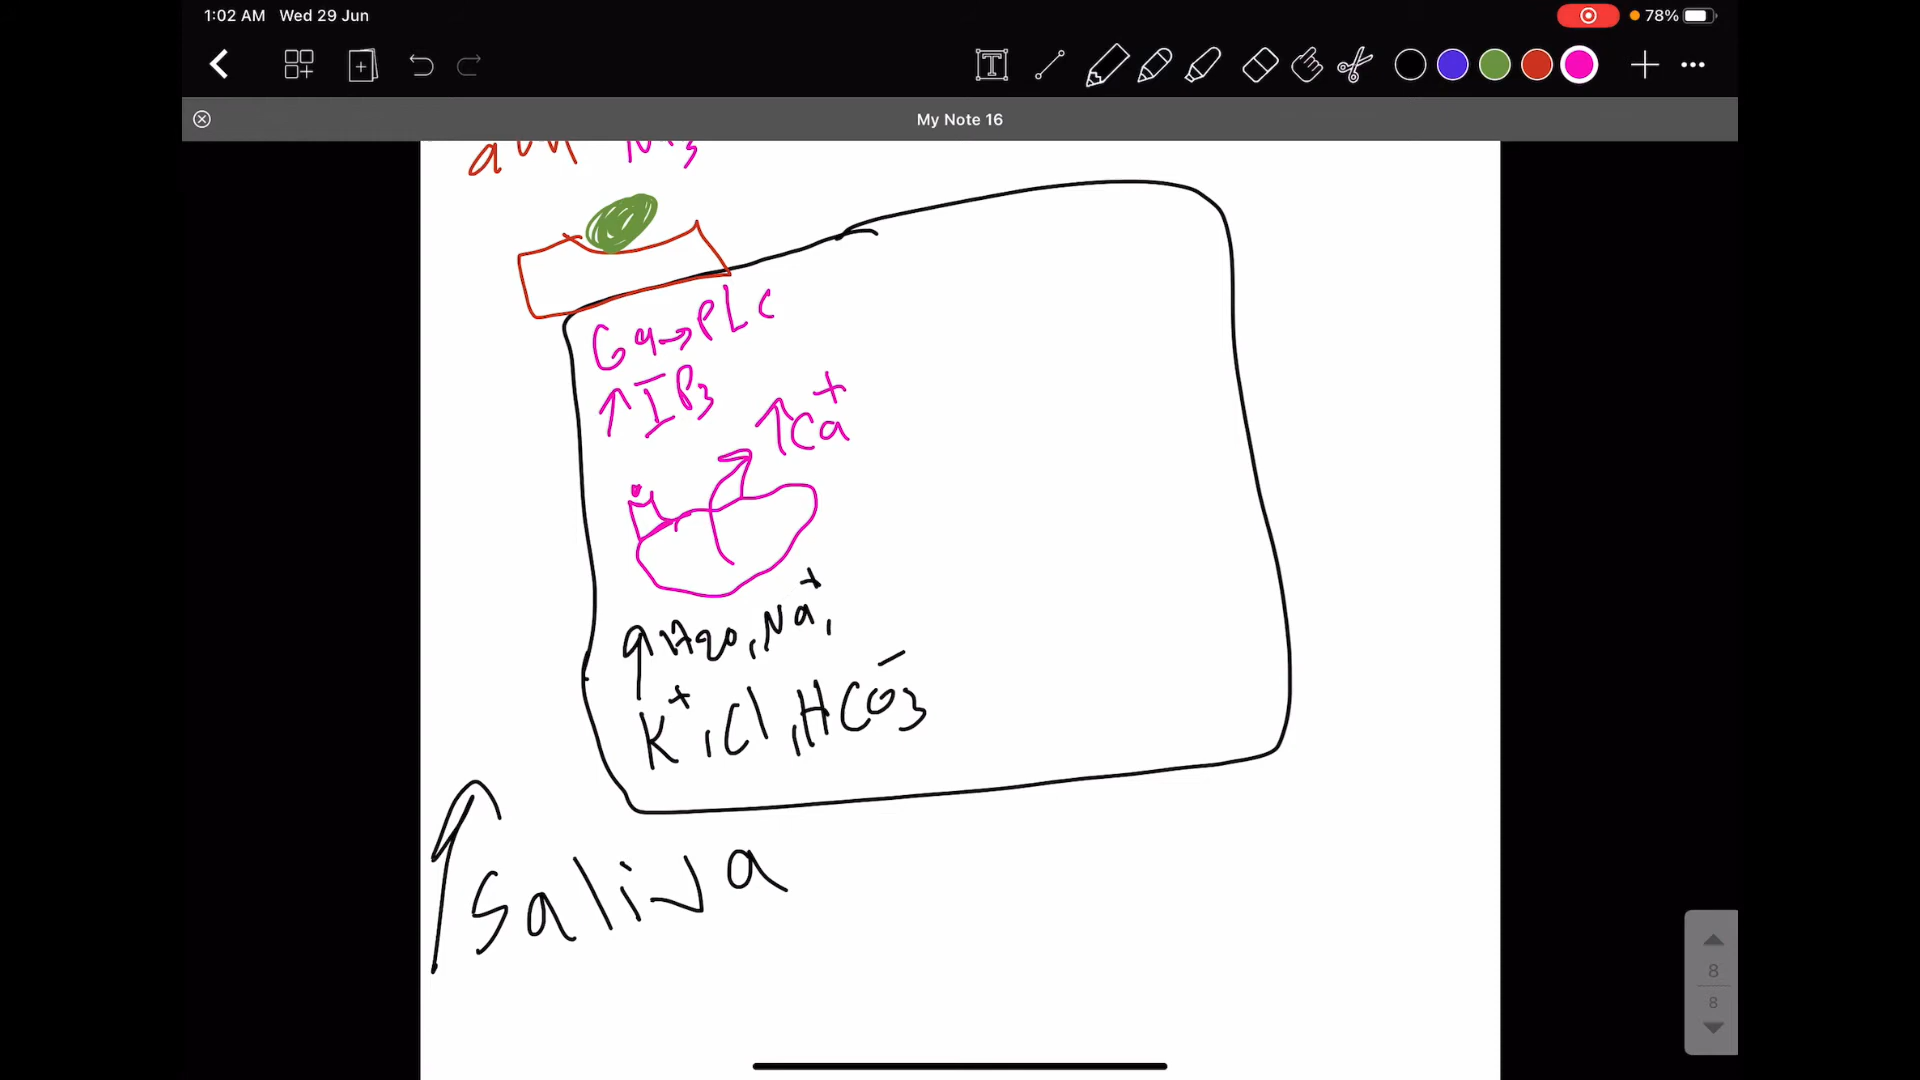 1:02 AM Wed 29 Jun
78%
T
My Note 16
M3
Gq→PLC
↑IP3
↑Ca+
↑H2O, Na+,
K+, Cl, HCO3-
↑Saliva
8
8